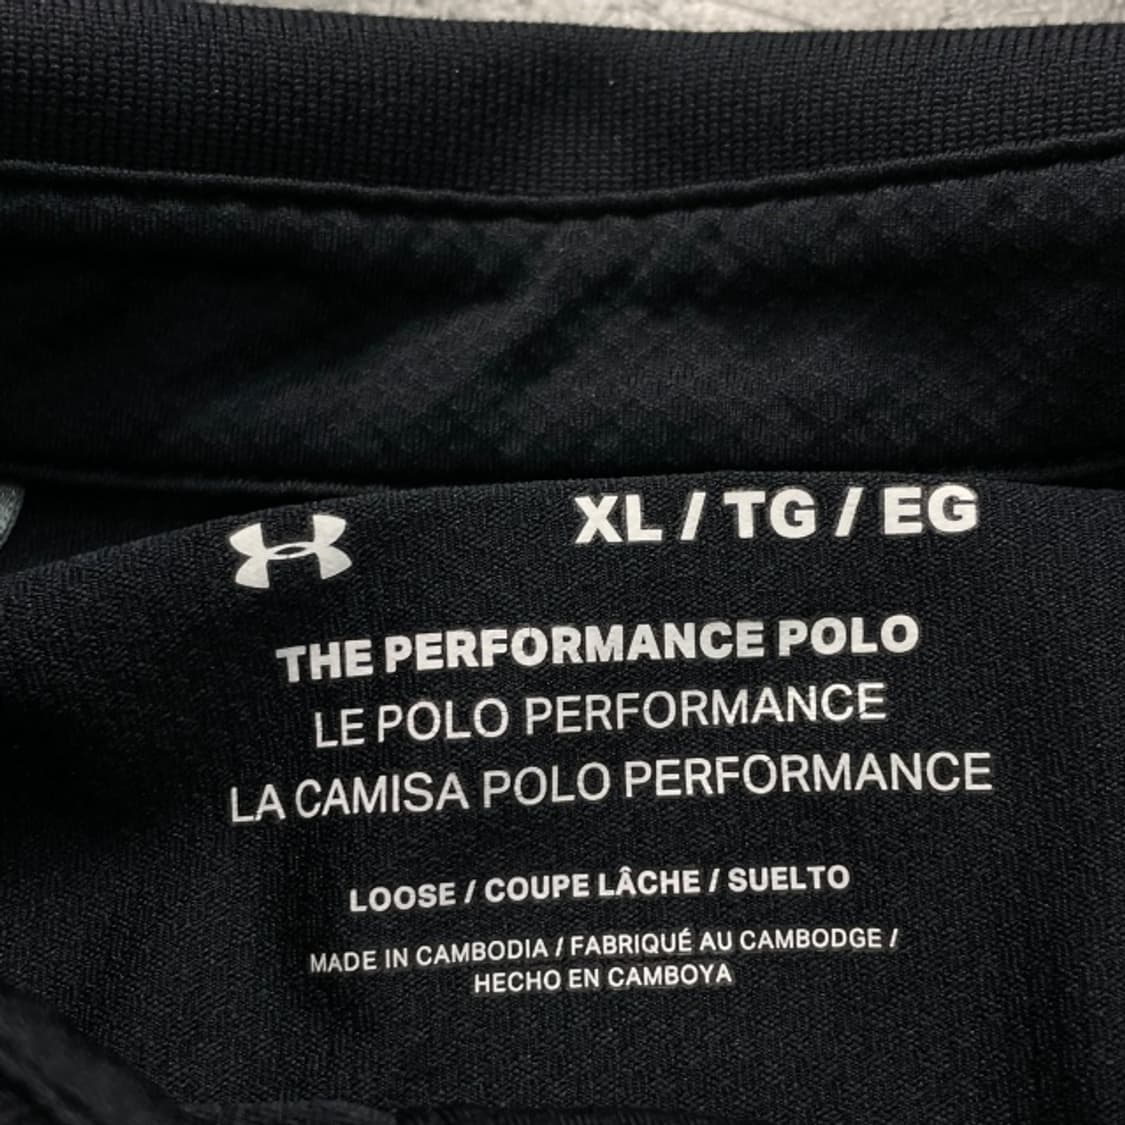 XL / TG / EG
THE PERFORMANCE POLO
LE POLO PERFORMANCE
LA CAMISA POLO PERFORMANCE
LOOSE / COUPE LÂCHE / SUELTO
MADE IN CAMBODIA / FABRIQUÉ AU CAMBODGE /
HECHO EN CAMBOYA